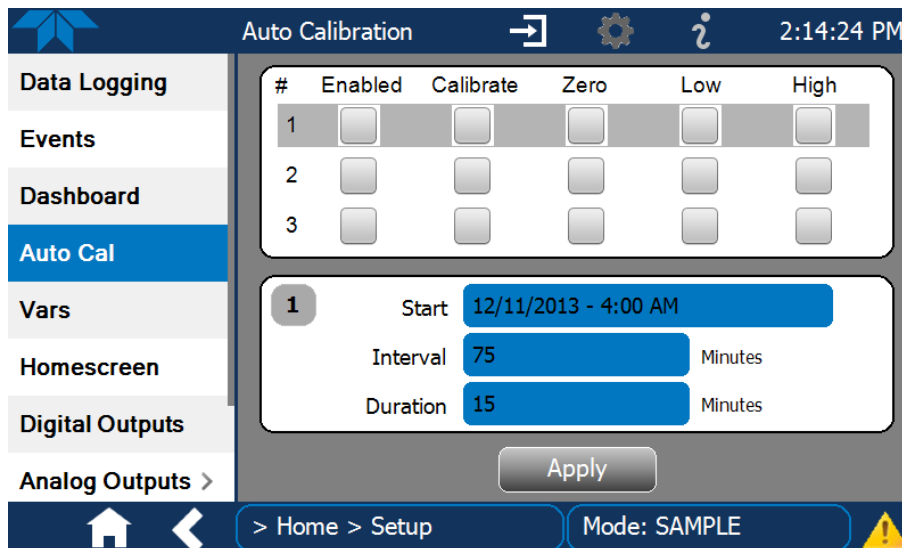 Auto Calibration 2:14:24 PM
Data Logging
Events
Dashboard
Auto Cal
Vars
Homescreen
Digital Outputs
Analog Outputs >
# Enabled Calibrate Zero Low High
1
2
3
1
Start 12/11/2013 - 4:00 AM
Interval 75 Minutes
Duration 15 Minutes
Apply
> Home > Setup Mode: SAMPLE